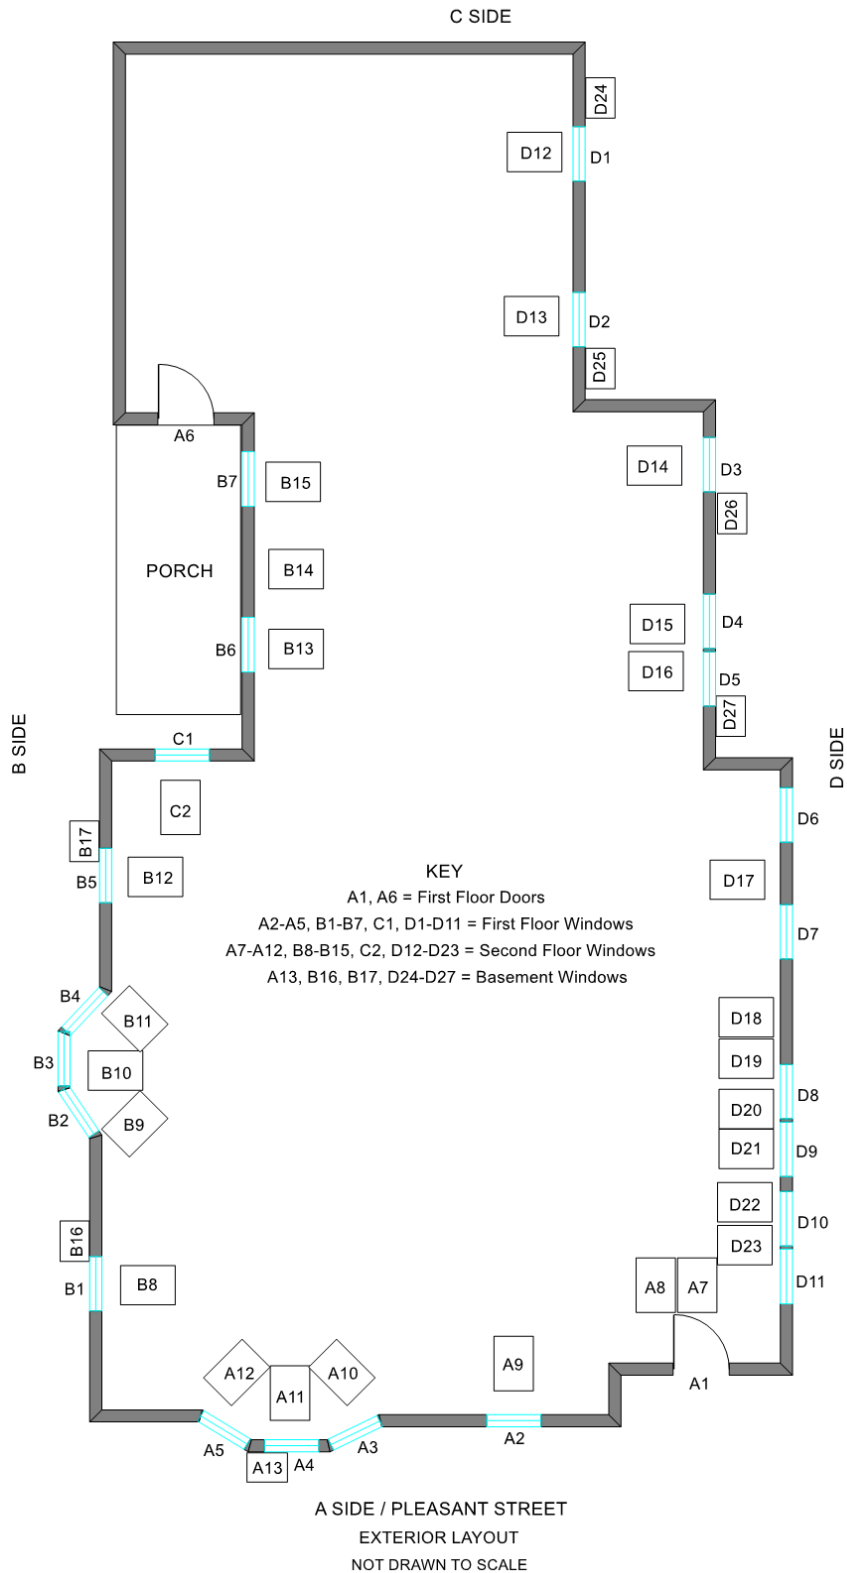 C SIDE
D24
D12
D1
D13
D2
D25
A6
B7
B15
D14
D3
D26
PORCH
B14
B6
B13
D15
D4
D16
D5
D27
B SIDE
C1
D SIDE
C2
D6
B17
B5
B12
D17
KEY
A1, A6 = First Floor Doors
A2-A5, B1-B7, C1, D1-D11 = First Floor Windows
A7-A12, B8-B15, C2, D12-D23 = Second Floor Windows
A13, B16, B17, D24-D27 = Basement Windows
D7
B4
B11
D18
B3
B10
D19
D8
B2
B9
D20
D21
D9
B16
D22
D10
D23
B1
B8
A8
A7
D11
A12
A11
A10
A9
A1
A5
A13
A4
A3
A2
A SIDE / PLEASANT STREET
EXTERIOR LAYOUT
NOT DRAWN TO SCALE